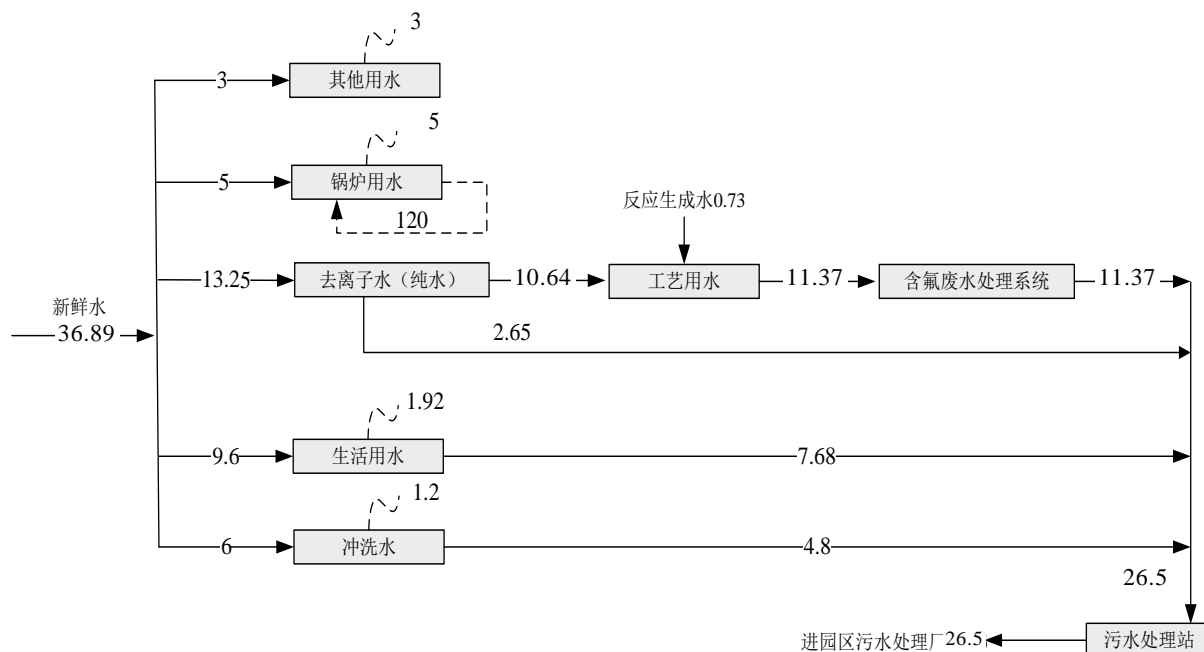 3
3
其他用水
5
5
锅炉用水
120
反应生成水0.73
13.25
去离子水（纯水）
10.64
工艺用水
11.37
含氟废水处理系统
11.37
新鲜水
36.89
2.65
1.92
9.6
生活用水
7.68
1.2
6
冲洗水
4.8
26.5
进园区污水处理厂26.5
污水处理站